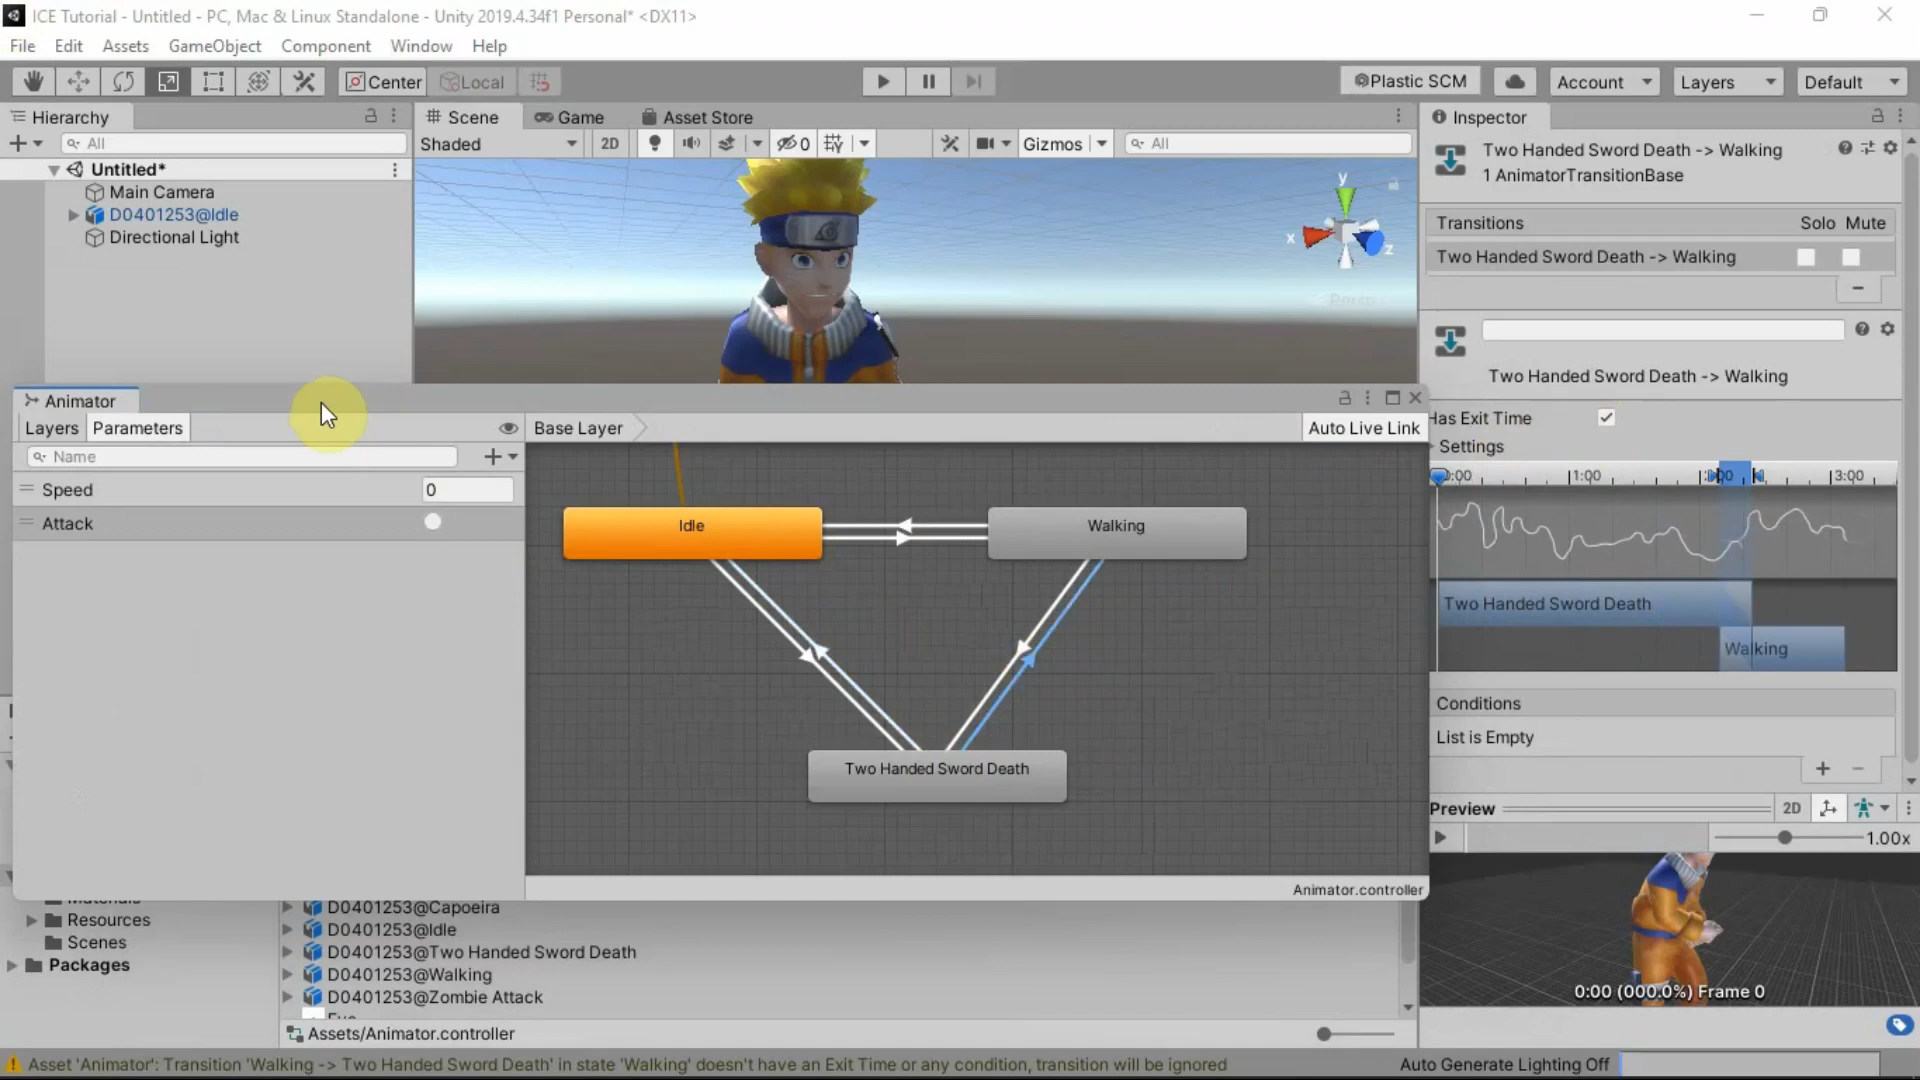 ICE Tutorial - Untitled - PC, Mac & Linux Standalone - Unity 2019.4.34f1 Personal* <DX11>
File Edit Assets GameObject Component Window Help
Center Local Plastic SCM Account Layers Default
Hierarchy
All
Untitled*
Main Camera
D0401253@Idle
Directional Light
Scene Game Asset Store
Shaded 2D 0 Gizmos All
y
x
z
Inspector
Two Handed Sword Death -> Walking
1 AnimatorTransitionBase
Transitions Solo Mute
Two Handed Sword Death -> Walking
Two Handed Sword Death -> Walking
Has Exit Time
Settings
0:00 1:00 3:00
Two Handed Sword Death
Walking
Conditions
List is Empty
Preview 2D
1.00x
0:00 (000.0%) Frame 0
Animator
Layers Parameters
Name
Speed 0
Attack
Base Layer Auto Live Link
Idle
Walking
Two Handed Sword Death
Animator.controller
Materials
Resources
Scenes
Packages
D0401253@Capoeira
D0401253@Idle
D0401253@Two Handed Sword Death
D0401253@Walking
D0401253@Zombie Attack
Assets/Animator.controller
Asset 'Animator': Transition 'Walking -> Two Handed Sword Death' in state 'Walking' doesn't have an Exit Time or any condition, transition will be ignored
Auto Generate Lighting Off